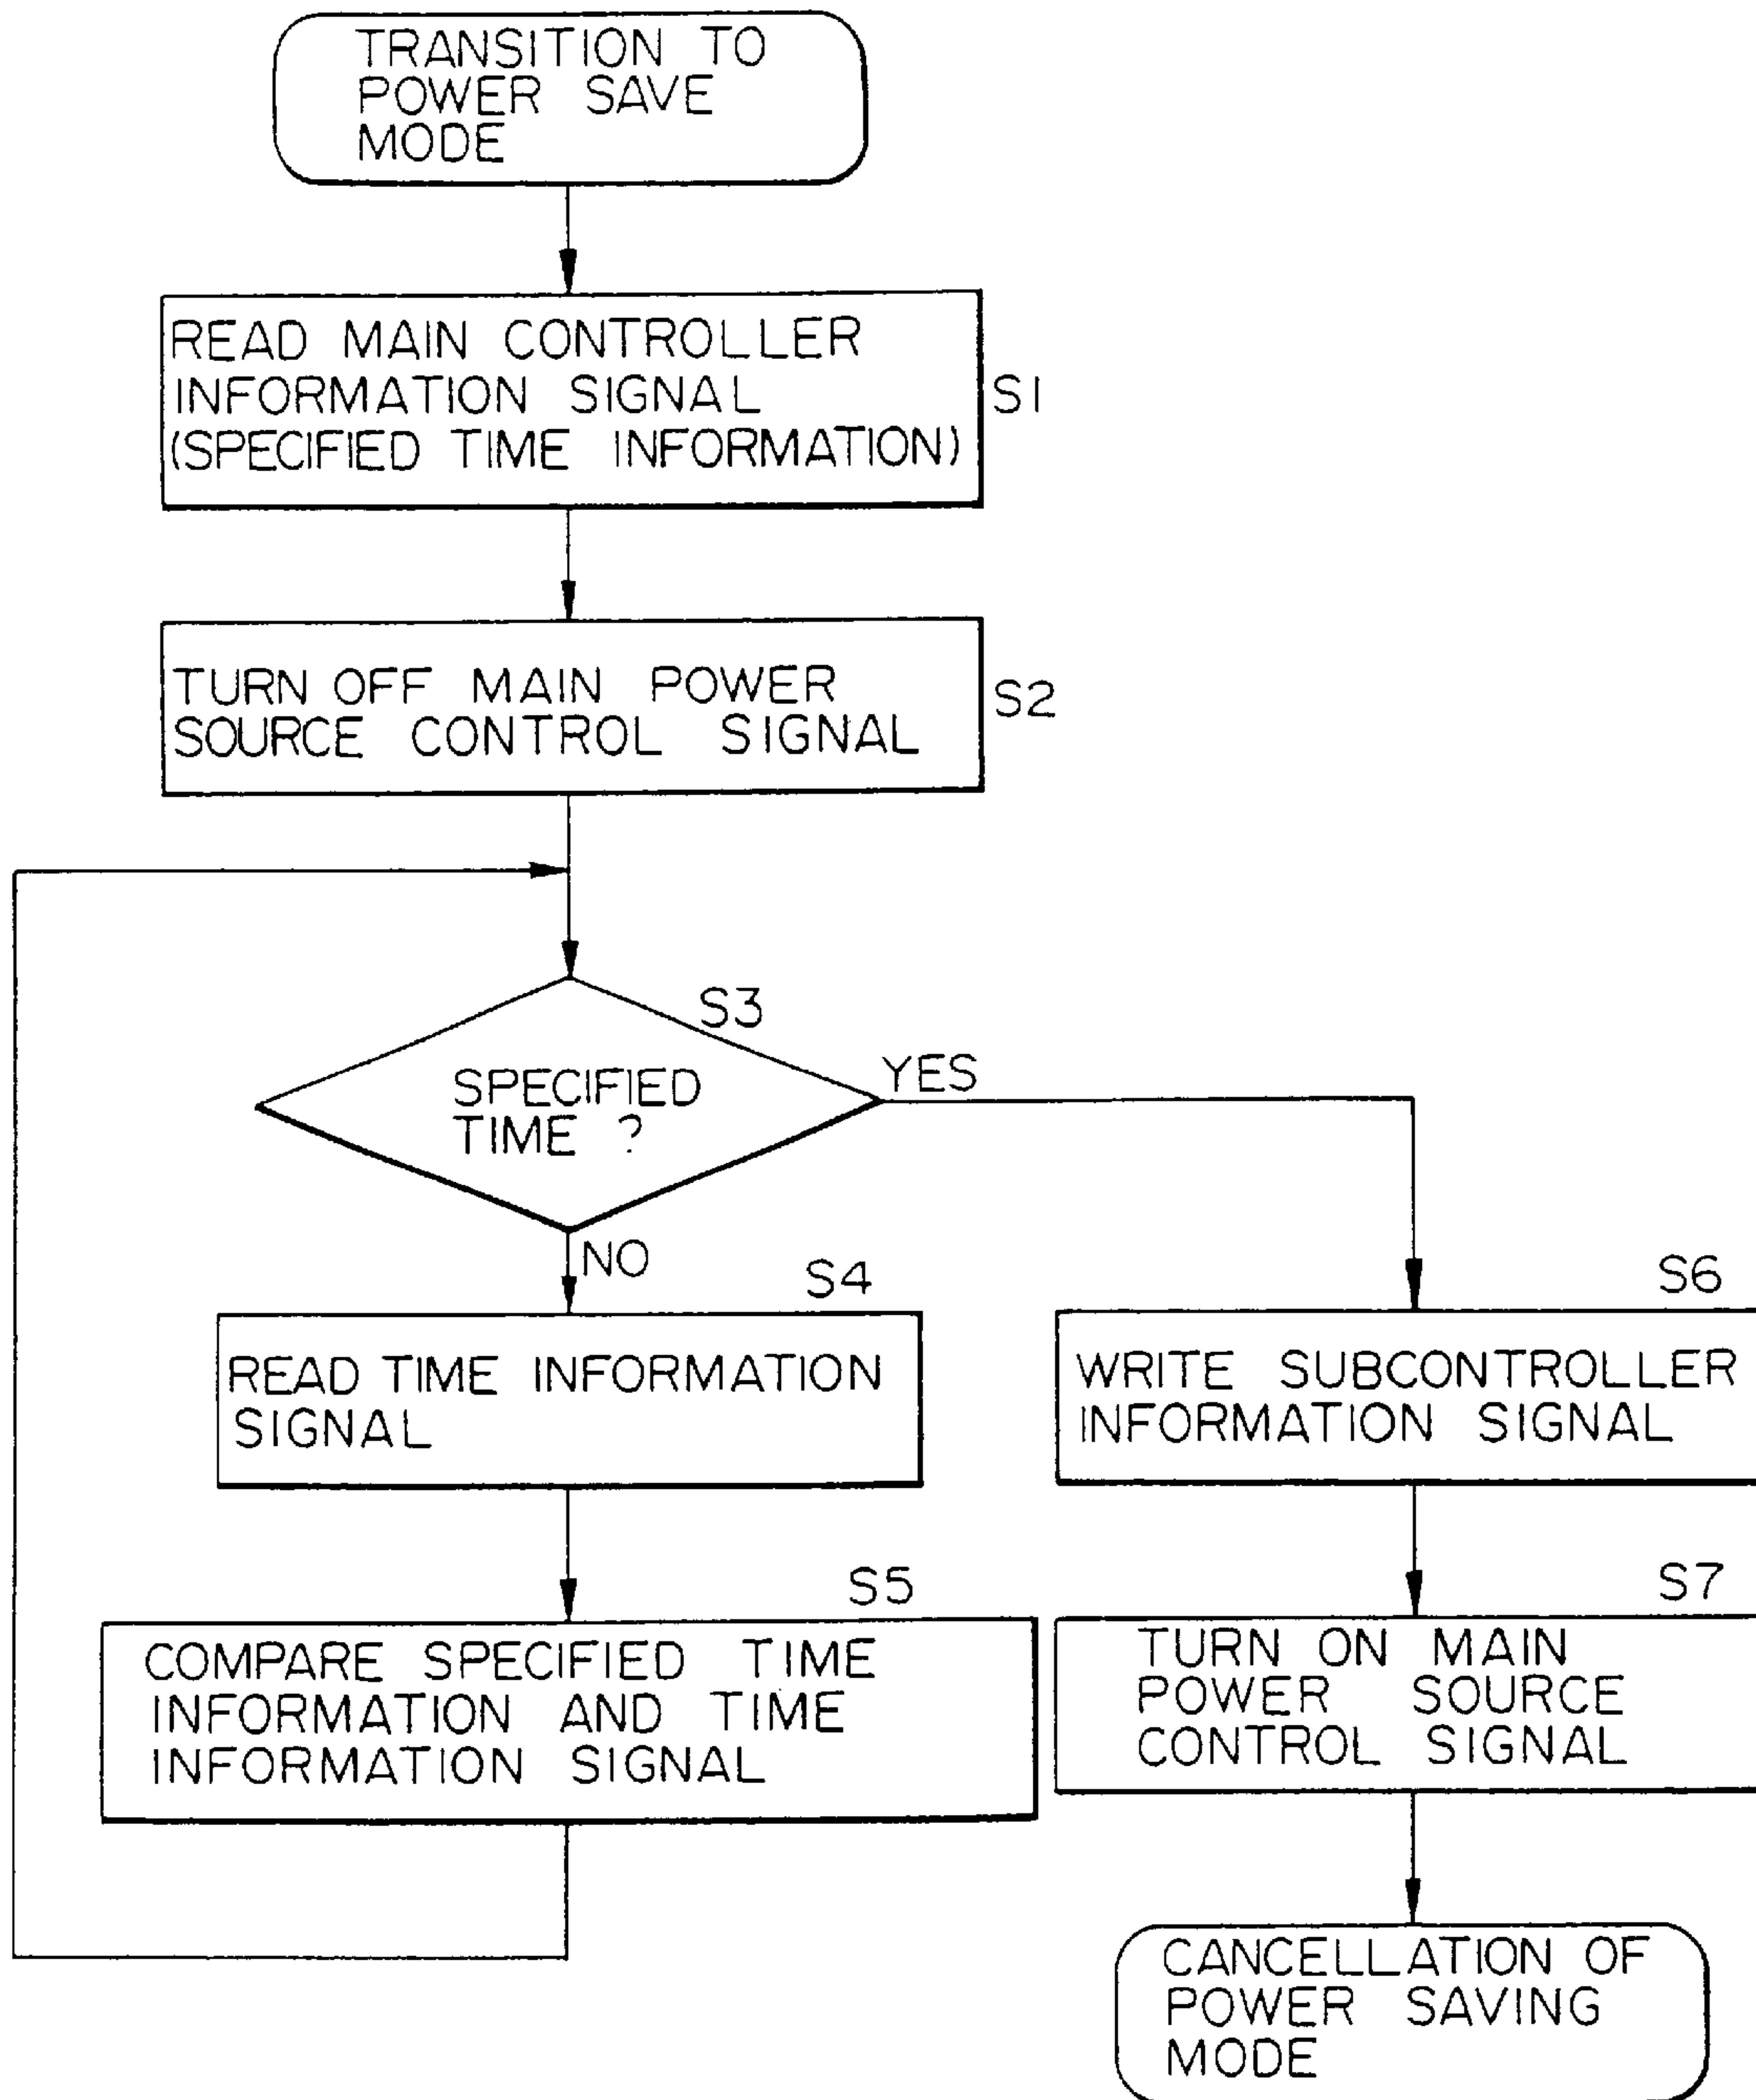 TRANSITION TO
POWER SAVE
MODE
READ MAIN CONTROLLER
INFORMATION SIGNAL
(SPECIFIED TIME INFORMATION)
S1
TURN OFF MAIN POWER
SOURCE CONTROL SIGNAL
S2
S3
SPECIFIED
TIME ?
YES
NO
S4
READ TIME INFORMATION
SIGNAL
S5
COMPARE SPECIFIED TIME
INFORMATION AND TIME
INFORMATION SIGNAL
S6
WRITE SUBCONTROLLER
INFORMATION SIGNAL
S7
TURN ON MAIN
POWER SOURCE
CONTROL SIGNAL
CANCELLATION OF
POWER SAVING
MODE